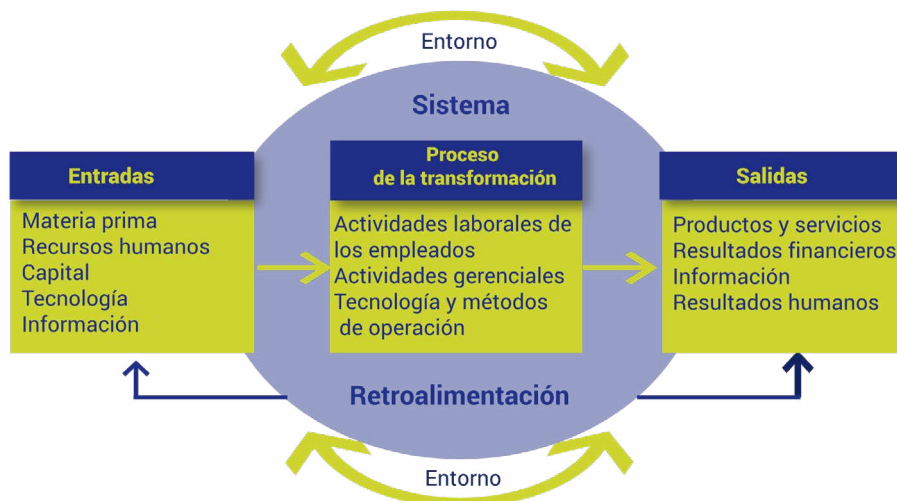 Entorno
Sistema
Entradas
Materia prima
Recursos humanos
Capital
Tecnología
Información
Proceso
de la transformación
Actividades laborales de
los empleados
Actividades gerenciales
Tecnología y métodos
de operación
Salidas
Productos y servicios
Resultados financieros
Información
Resultados humanos
Retroalimentación
Entorno